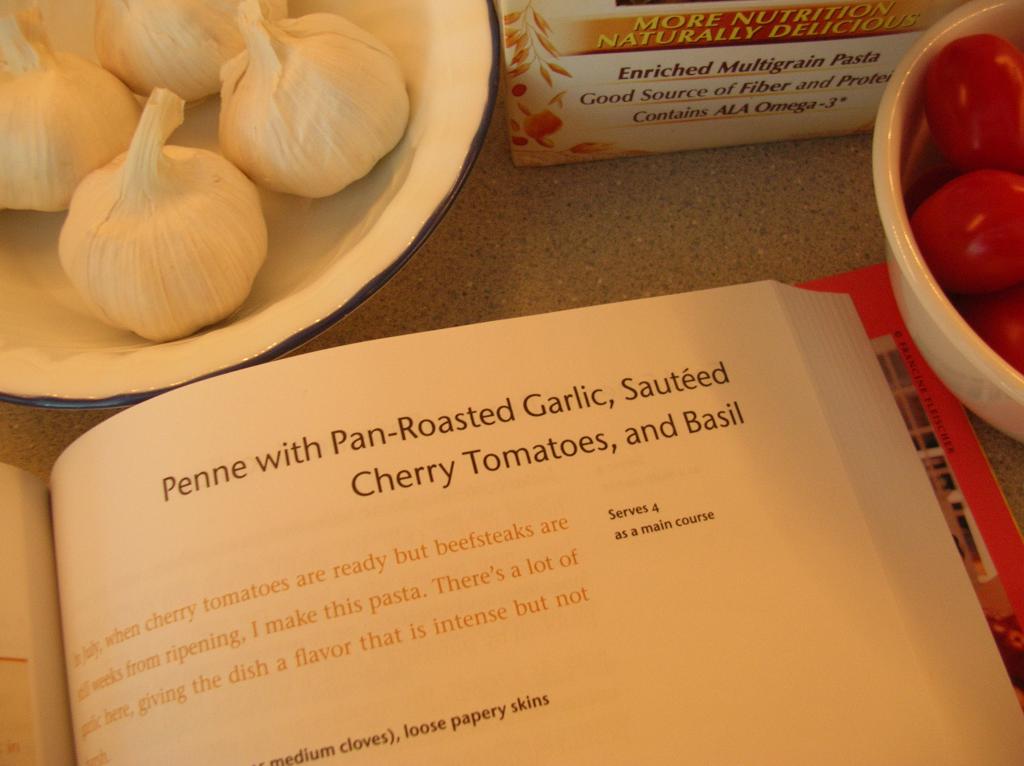 MORE NUTRITION
NATURALLY DELICIOUS
Enriched Multigrain Pasta
Good Source of Fiber and Protei
Contains ALA Omega-3*
© FRANCINE FLEISCHER
Penne with Pan-Roasted Garlic, Sautéed
Cherry Tomatoes, and Basil
Serves 4
as a main course
In July, when cherry tomatoes are ready but beefsteaks are
still weeks from ripening, I make this pasta. There's a lot of
garlic here, giving the dish a flavor that is intense but not
medium cloves), loose papery skins
in